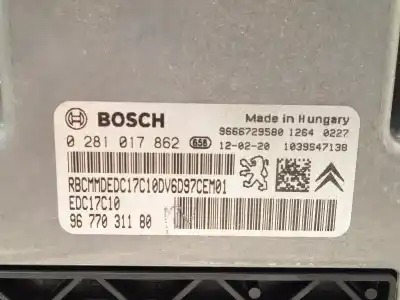 BOSCH
Made in Hungary
9666729580 1264 0227
0 281 017 862 658 12-02-20 1039S47138
RBCMMDEDC17C10DV6D97CEM01
EDC17C10
96 770 311 80